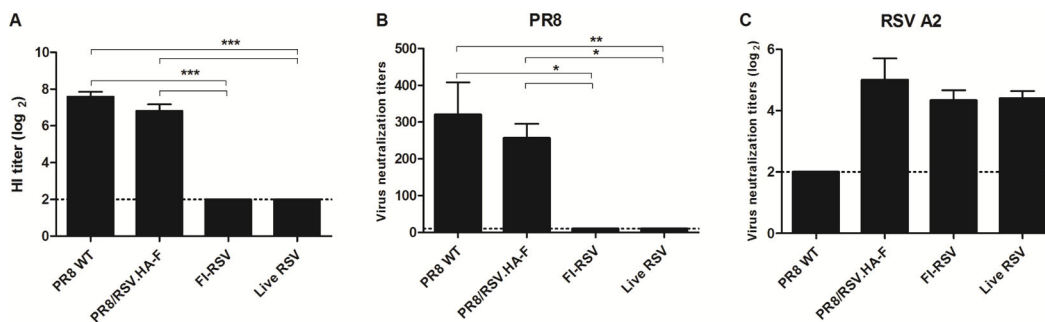 A
HI titer (log 2)
10
8
6
4
2
0
***
***
PR8 WT
PR8/RSV.HA-F
FI-RSV
Live RSV
B
PR8
Virus neutralization titers
500
400
300
200
100
0
**
*
*
PR8 WT
PR8/RSV.HA-F
FI-RSV
Live RSV
C
RSV A2
Virus neutralization titers (log2)
6
4
2
0
PR8 WT
PR8/RSV.HA-F
FI-RSV
Live RSV